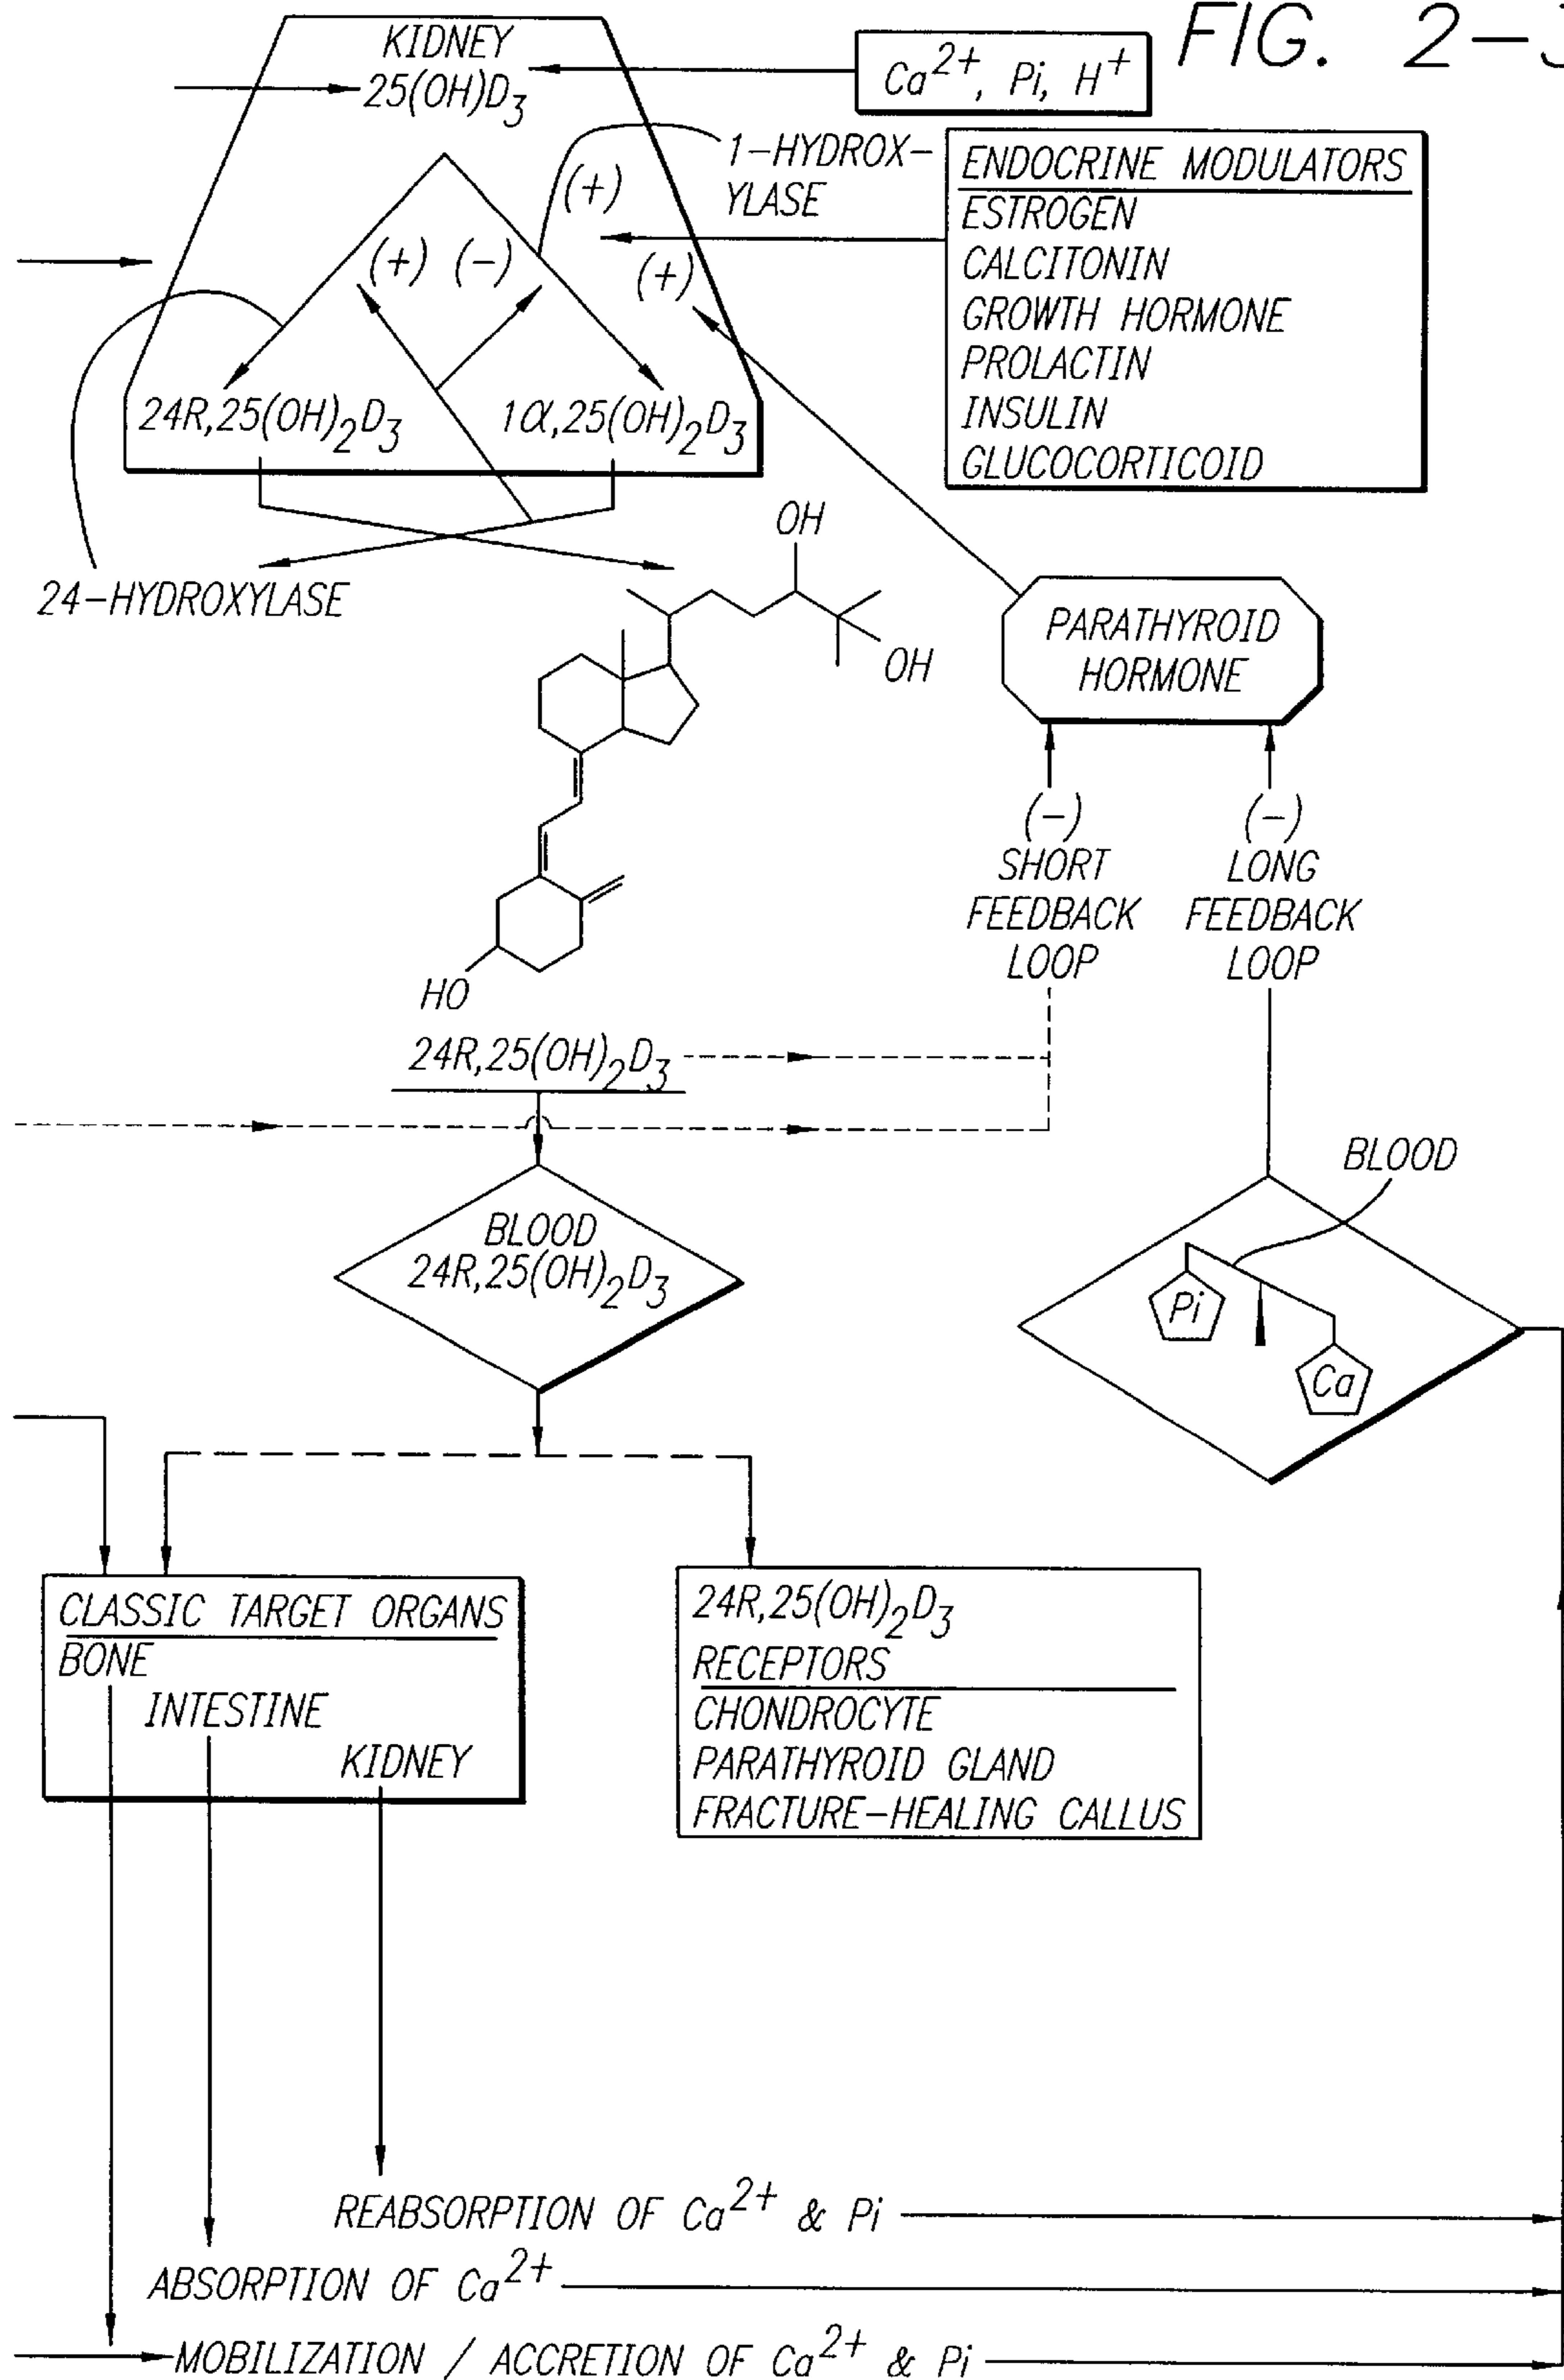 FIG. 2-3
KIDNEY
25(OH)D3
Ca2+, Pi, H+
1-HYDROX-
YLASE
(+)
(+) (-)
(+)
ENDOCRINE MODULATORS
ESTROGEN
CALCITONIN
GROWTH HORMONE
PROLACTIN
INSULIN
GLUCOCORTICOID
24R,25(OH)2D3
1α,25(OH)2D3
24-HYDROXYLASE
OH
OH
HO
PARATHYROID
HORMONE
(-)
SHORT
FEEDBACK
LOOP
(-)
LONG
FEEDBACK
LOOP
24R,25(OH)2D3
BLOOD
24R,25(OH)2D3
BLOOD
Pi
Ca
CLASSIC TARGET ORGANS
BONE
INTESTINE
KIDNEY
24R,25(OH)2D3
RECEPTORS
CHONDROCYTE
PARATHYROID GLAND
FRACTURE-HEALING CALLUS
REABSORPTION OF Ca2+ & Pi
ABSORPTION OF Ca2+
MOBILIZATION / ACCRETION OF Ca2+ & Pi